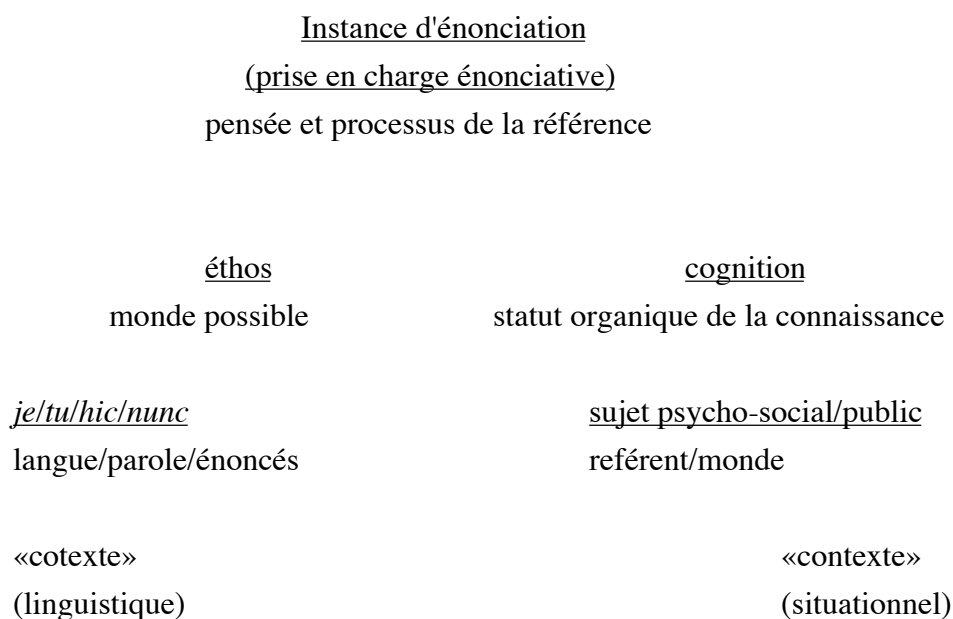 Instance d'énonciation
(prise en charge énonciative)
pensée et processus de la référence
éthos cognition
monde possible statut organique de la connaissance
je/tu/hic/nunc sujet psycho-social/public
langue/parole/énoncés reférent/monde
«cotexte» «contexte»
(linguistique) (situationnel)